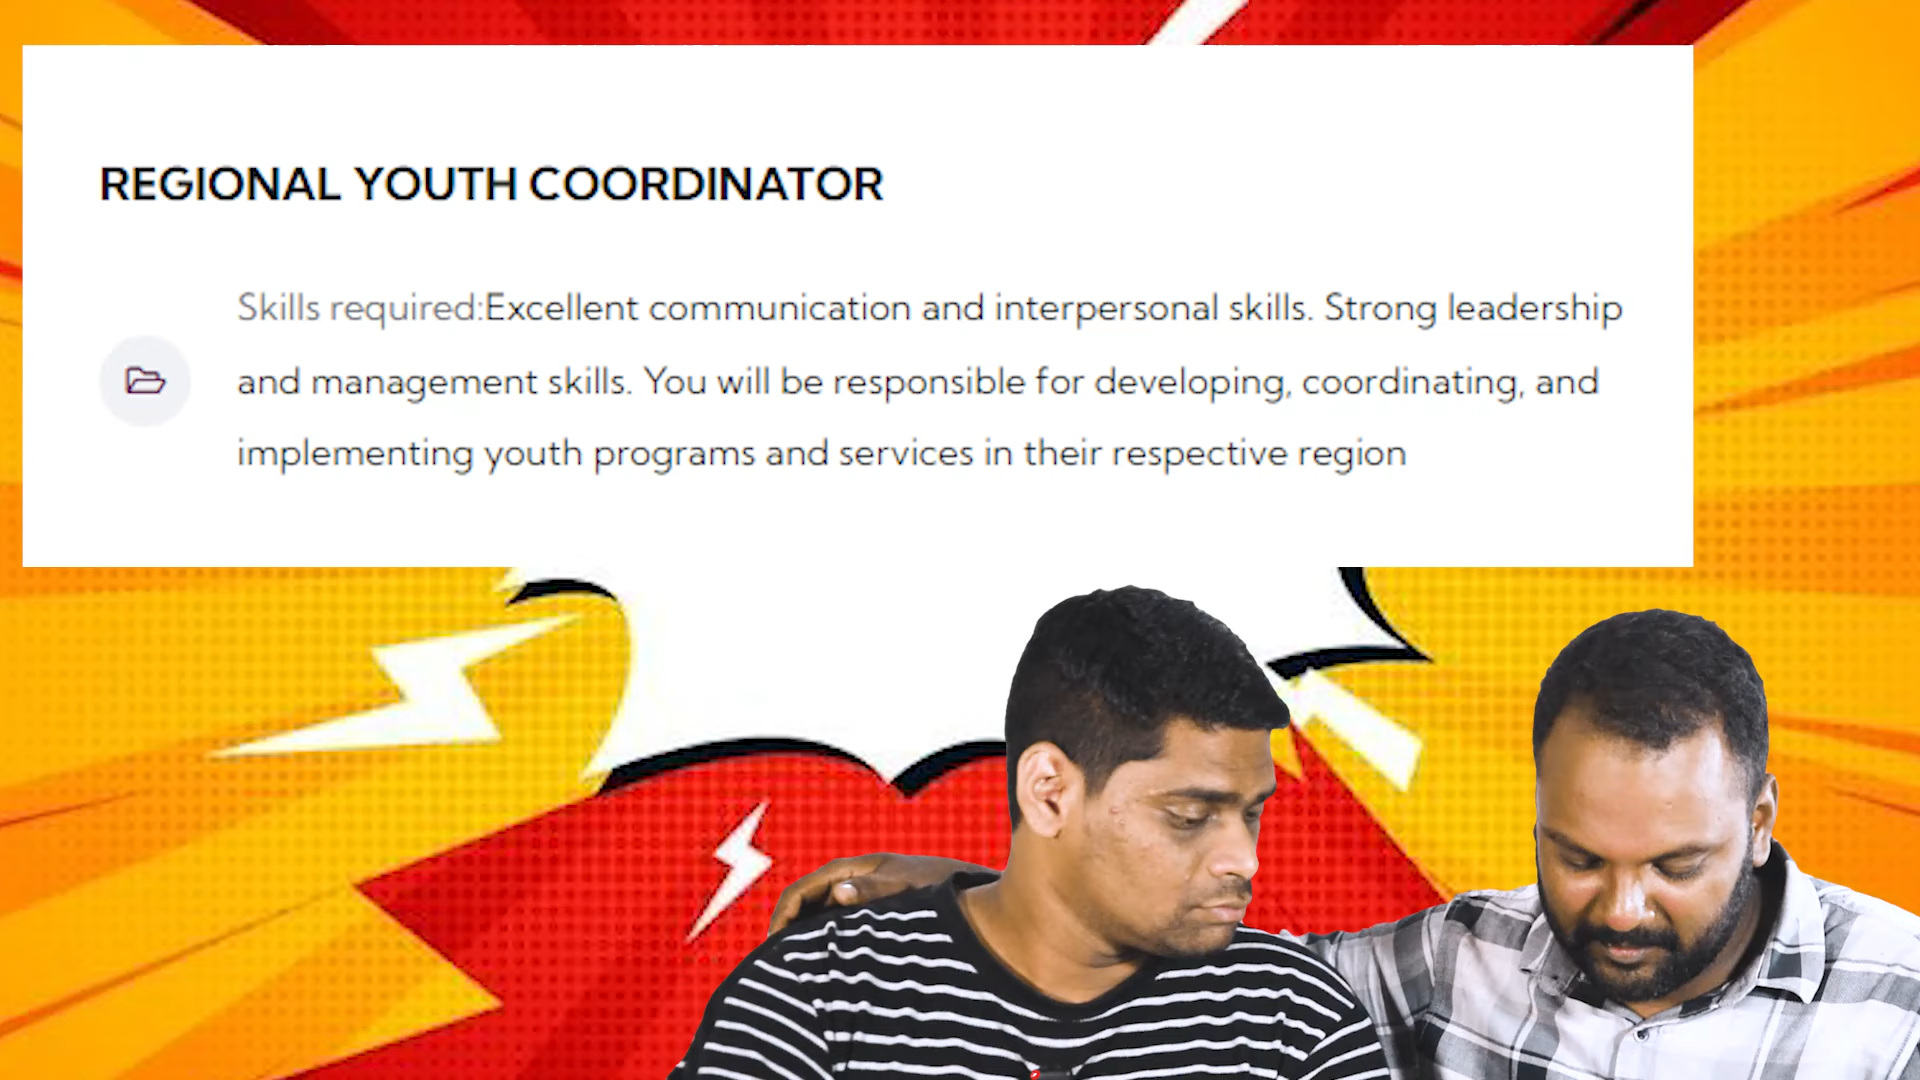 REGIONAL YOUTH COORDINATOR
Skills required:Excellent communication and interpersonal skills. Strong leadership
and management skills. You will be responsible for developing, coordinating, and
implementing youth programs and services in their respective region